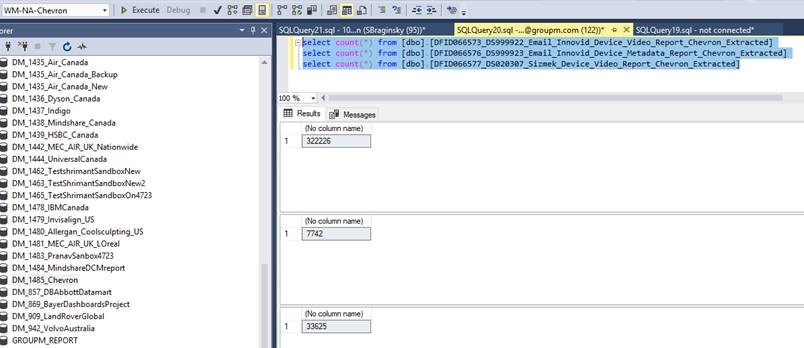 WM-NA-Chevron
Execute
Debug
orer
SQLQuery21.sql - 10...n (SBraginsky (95))*
SQLQuery20.sql -...@groupm.com (122))*
SQLQuery19.sql - not connected*
DM_1435_Air_Canada
DM_1435_Air_Canada_Backup
DM_1435_Air_Canada_New
DM_1436_Dyson_Canada
DM_1437_Indigo
DM_1438_Mindshare_Canada
DM_1439_HSBC_Canada
DM_1442_MEC_AIR_UK_Nationwide
DM_1444_UniversalCanada
DM_1462_TestshrimantSandboxNew
DM_1463_TestShrimantSandboxNew2
DM_1465_TestShrimantSandboxOn4723
DM_1478_IBMCanada
DM_1479_Invisalign_US
DM_1480_Allergan_Coolsculpting_US
DM_1481_MEC_AIR_UK_LOreal
DM_1483_PranavSanbox4723
DM_1484_MindshareDCMreport
DM_1485_Chevron
DM_857_DBAbbottDatamart
DM_869_BayerDashboardsProject
DM_909_LandRoverGlobal
DM_942_VolvoAustralia
GROUPM_REPORT
select count(*) from [dbo].[DFID066573_DS999922_Email_Innovid_Device_Video_Report_Chevron_Extracted]
select count(*) from [dbo].[DFID066576_DS999923_Email_Innovid_Device_Metadata_Report_Chevron_Extracted]
select count(*) from [dbo].[DFID066577_DS020307_Sizmek_Device_Video_Report_Chevron_Extracted]
100 %
Results
Messages
(No column name)
1 322226
(No column name)
1 7742
(No column name)
1 33625